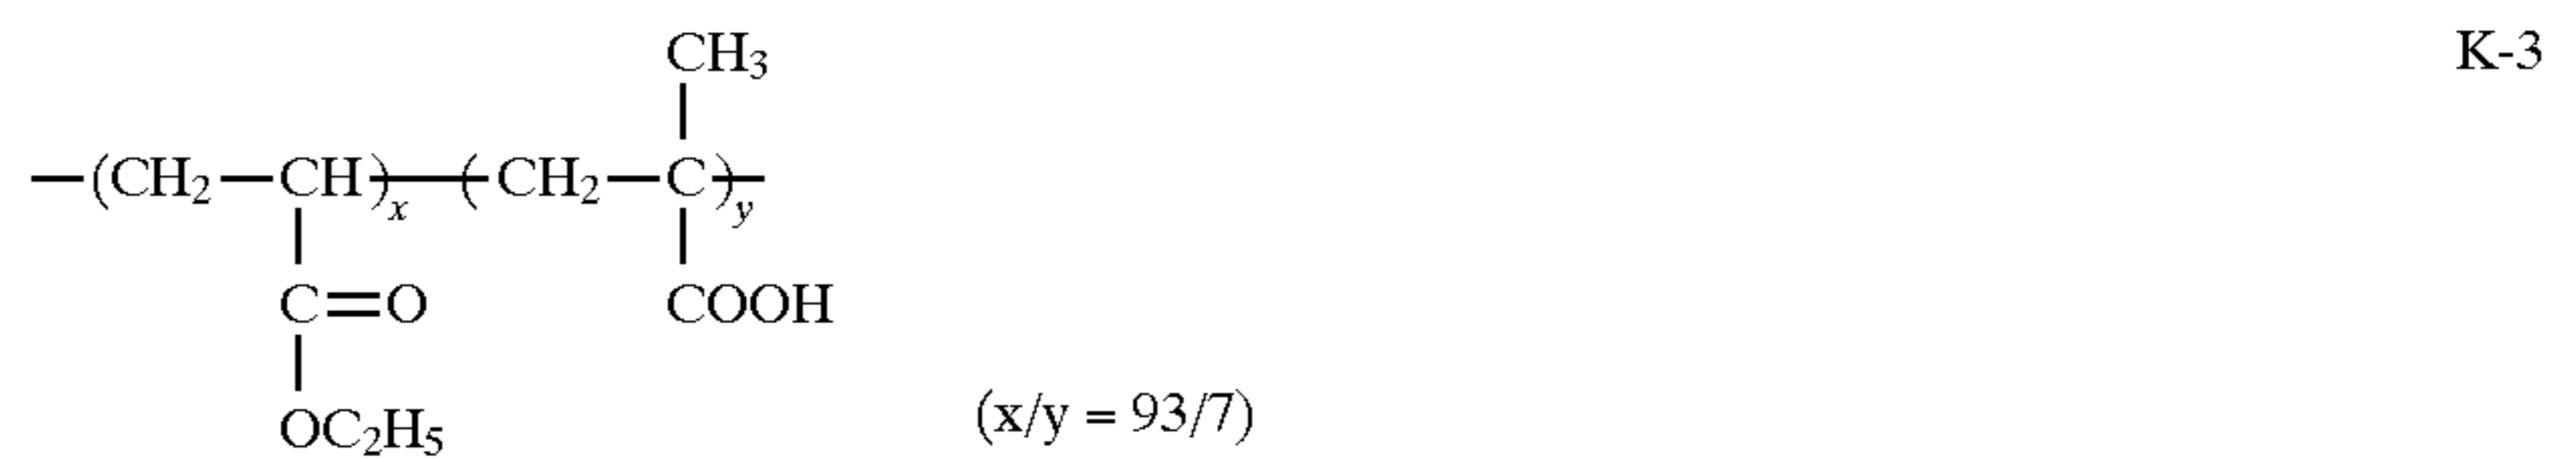 CH3 K-3
—(CH2—CH)x—(CH2—C)y—
C=O COOH
OC2H5 (x/y = 93/7)